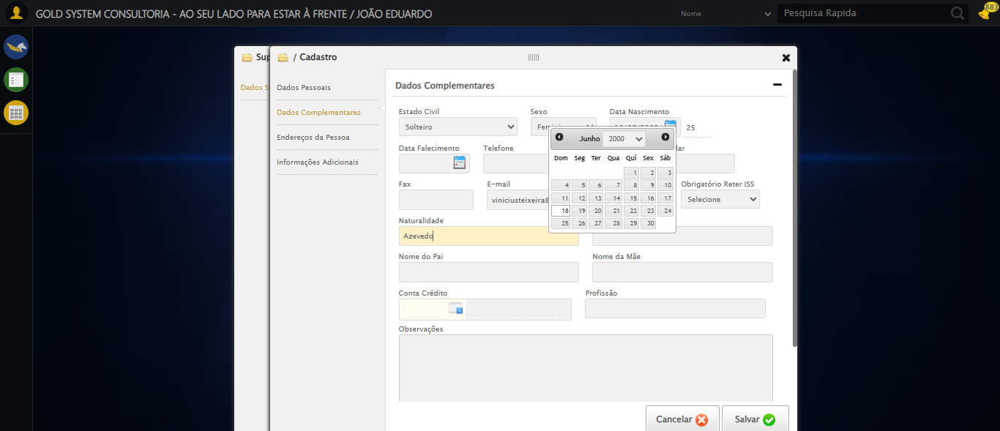 GOLD SYSTEM CONSULTORIA - AO SEU LADO PARA ESTAR À FRENTE / JOÃO EDUARDO
Nome
Pesquisa Rapida
883
Sup
/ Cadastro
Dados S
Dados Pessoais
Dados Complementares
Endereços da Pessoa
Informações Adicionais
Dados Complementares
Estado Civil Sexo Data Nascimento
Solteiro
25
Junho 2000
Data Falecimento Telefone lar
Dom Seg Ter Qua Qui Sex Sáb
1 2 3
4 5 6 7 8 9 10
11 12 13 14 15 16 17
18 19 20 21 22 23 24
25 26 27 28 29 30
Fax E-mail Obrigatório Reter ISS
viniciusteixeira@ Selecione
Naturalidade
Azevedo
Nome do Pai Nome da Mãe
Conta Crédito Profissão
Observações
Cancelar Salvar